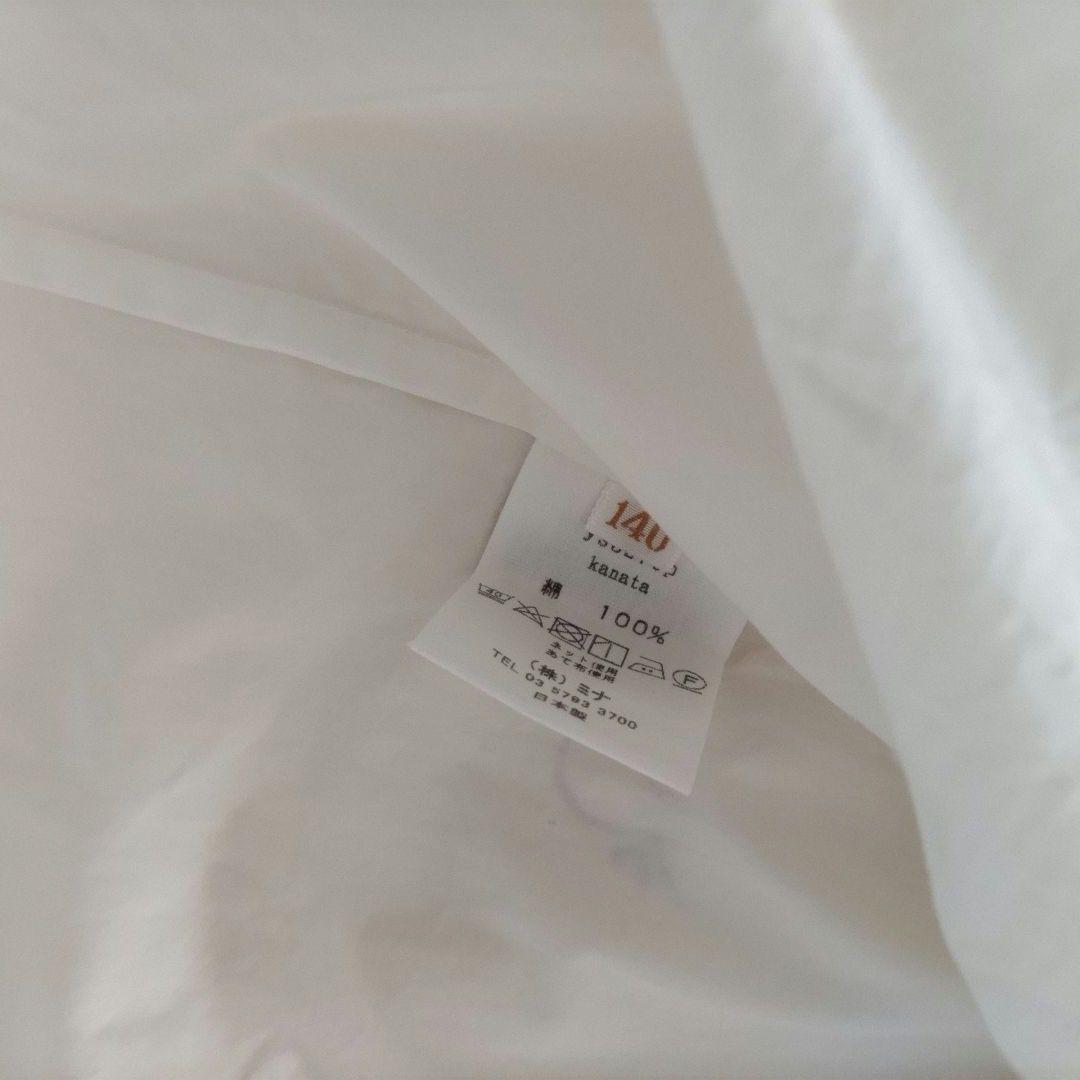 140
kanata
綿 100%
40
F
ネット使用
あて布使用
(株) ミナ
TEL 03 5793 3700
日本製